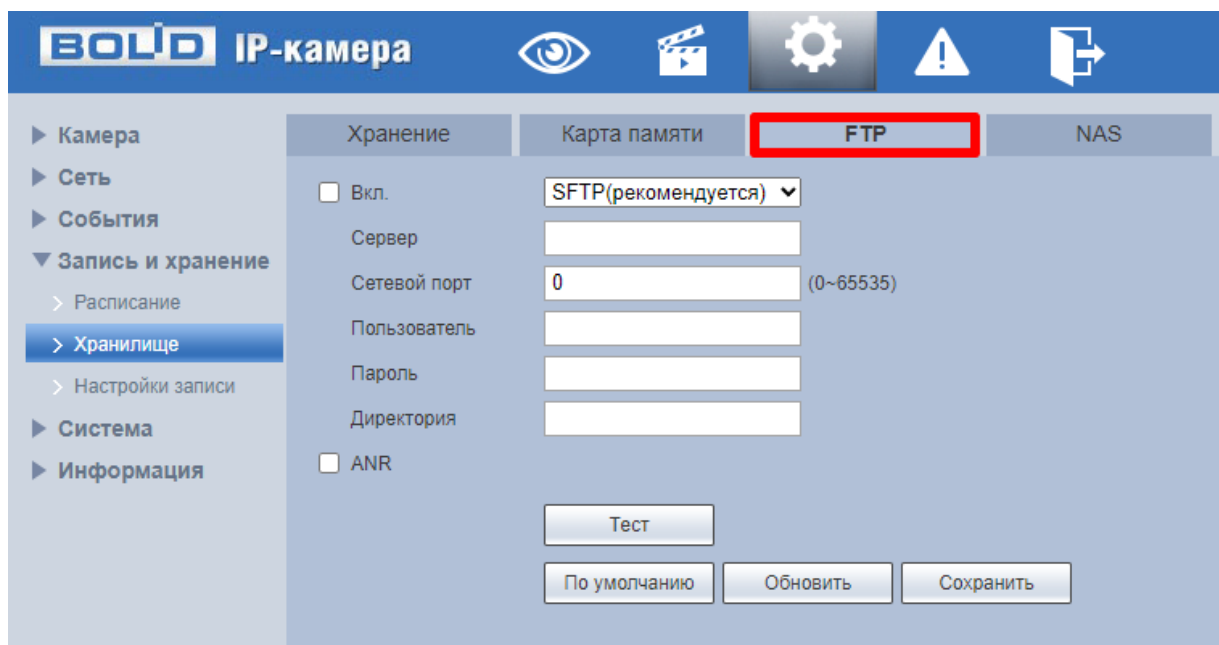 BOLID IP-камера
Камера
Сеть
События
Запись и хранение
Расписание
Хранилище
Настройки записи
Система
Информация
Хранение
Карта памяти
FTP
NAS
Вкл.
SFTP(рекомендуется)
Сервер
Сетевой порт
0
(0~65535)
Пользователь
Пароль
Директория
ANR
Тест
По умолчанию
Обновить
Сохранить